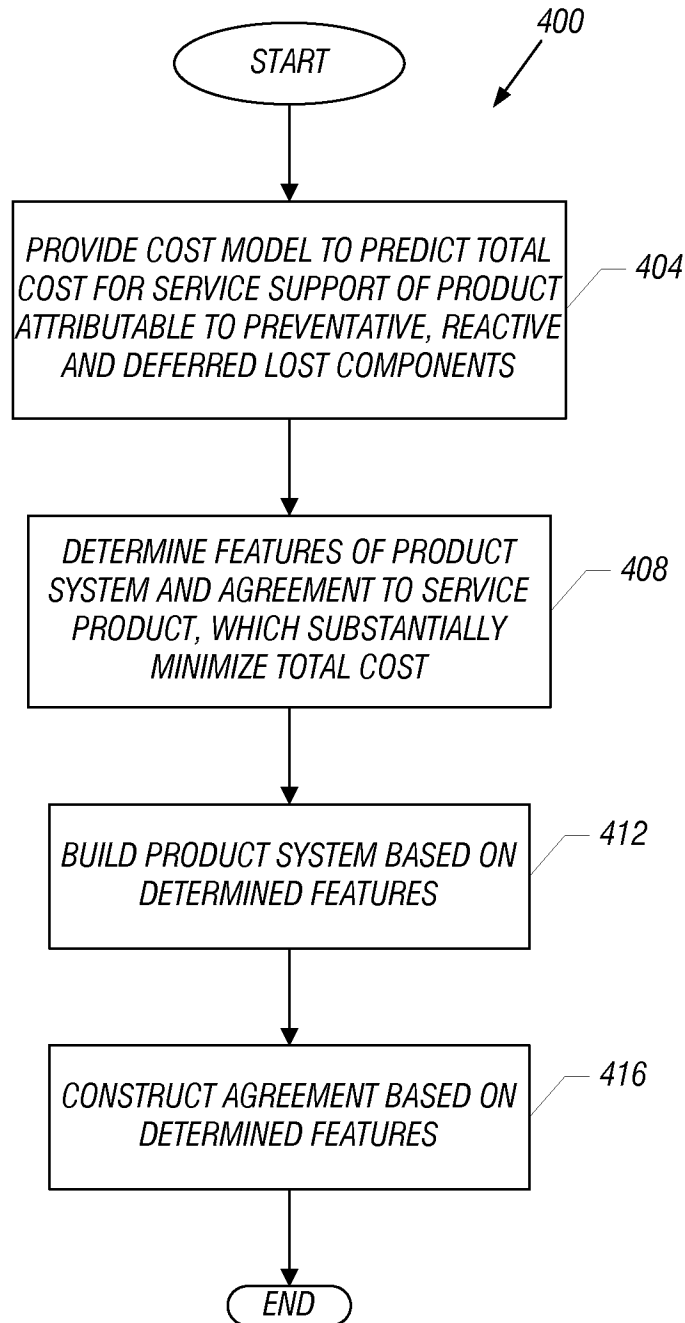 400
START
PROVIDE COST MODEL TO PREDICT TOTAL
COST FOR SERVICE SUPPORT OF PRODUCT
ATTRIBUTABLE TO PREVENTATIVE, REACTIVE
AND DEFERRED LOST COMPONENTS
404
DETERMINE FEATURES OF PRODUCT
SYSTEM AND AGREEMENT TO SERVICE
PRODUCT, WHICH SUBSTANTIALLY
MINIMIZE TOTAL COST
408
BUILD PRODUCT SYSTEM BASED ON
DETERMINED FEATURES
412
CONSTRUCT AGREEMENT BASED ON
DETERMINED FEATURES
416
END